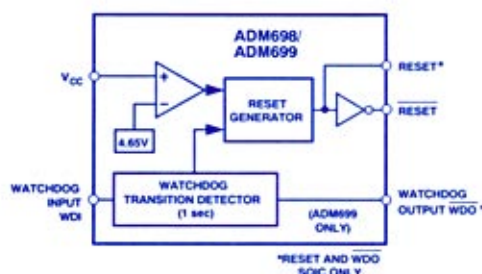 ADM698/
ADM699
VCC
RESET*
RESET
GENERATOR
RESET
4.65V
WATCHDOG
INPUT
WDI
WATCHDOG
TRANSITION DETECTOR
(1 sec)
(ADM699
ONLY)
WATCHDOG
OUTPUT WDO*
*RESET AND WDO
SOIC ONLY